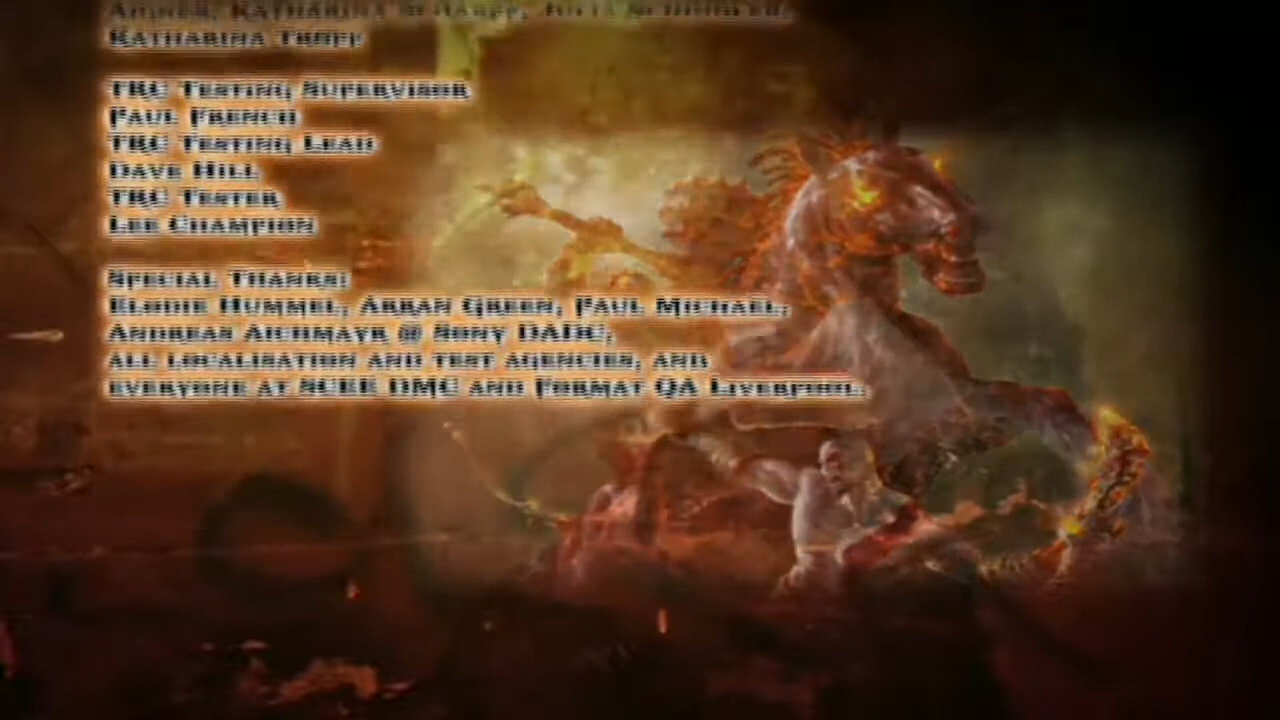 Katharina Tropf
TRC Testing Supervisor
Paul French
TRC Testing Lead
Dave Hill
TRC Tester
Lee Champion
Special Thanks:
Elodie Hummel, Arran Green, Paul Michael,
Andreas Aichmayr @ Sony DADC,
all localisation and test agencies, and
everyone at SCEE DMC and Format QA Liverpool.